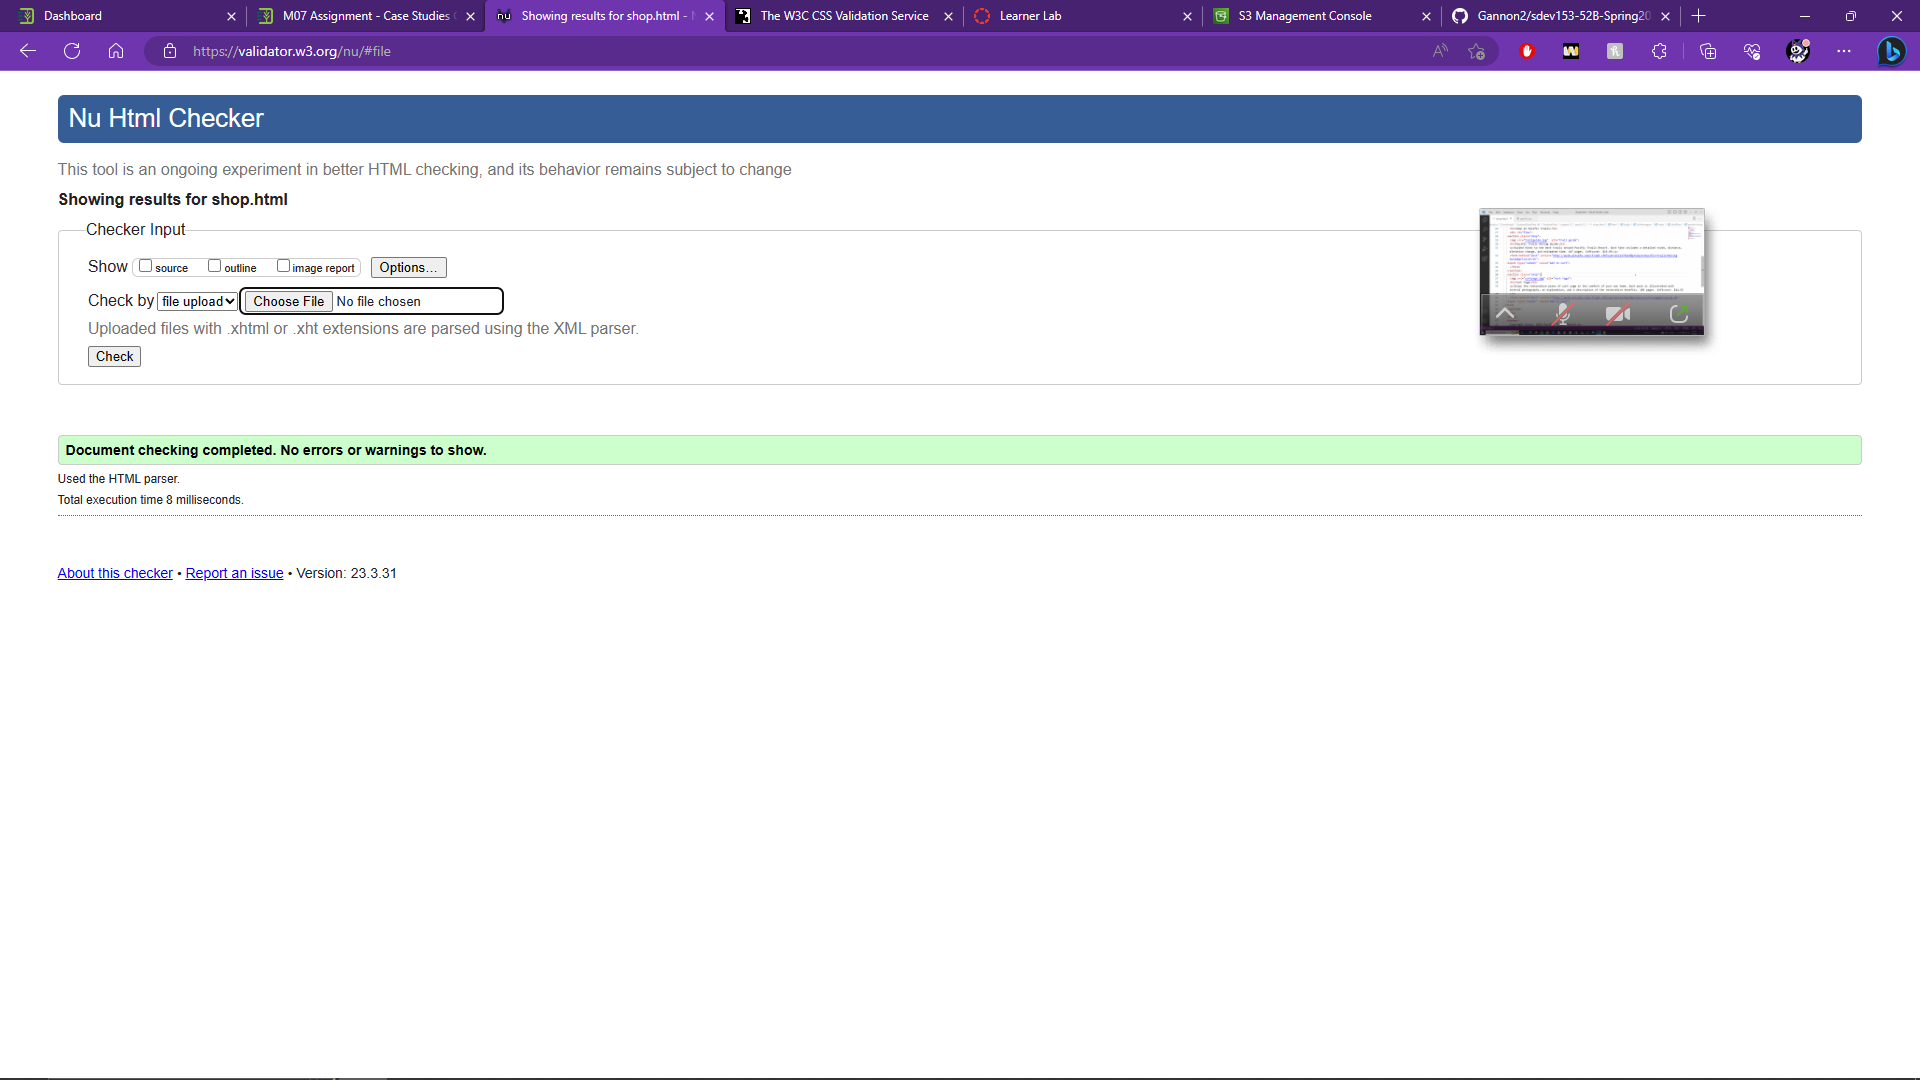 Dashboard
M07 Assignment - Case Studies
Showing results for shop.html -
The W3C CSS Validation Service
Learner Lab
S3 Management Console
Gannon2/sdev153-52B-Spring20
https://validator.w3.org/nu/#file
Nu Html Checker
This tool is an ongoing experiment in better HTML checking, and its behavior remains subject to change
Showing results for shop.html
Checker Input
Show source outline image report Options...
Check by file upload Choose File No file chosen
Uploaded files with .xhtml or .xht extensions are parsed using the XML parser.
Check
Document checking completed. No errors or warnings to show.
Used the HTML parser.
Total execution time 8 milliseconds.
About this checker • Report an issue • Version: 23.3.31